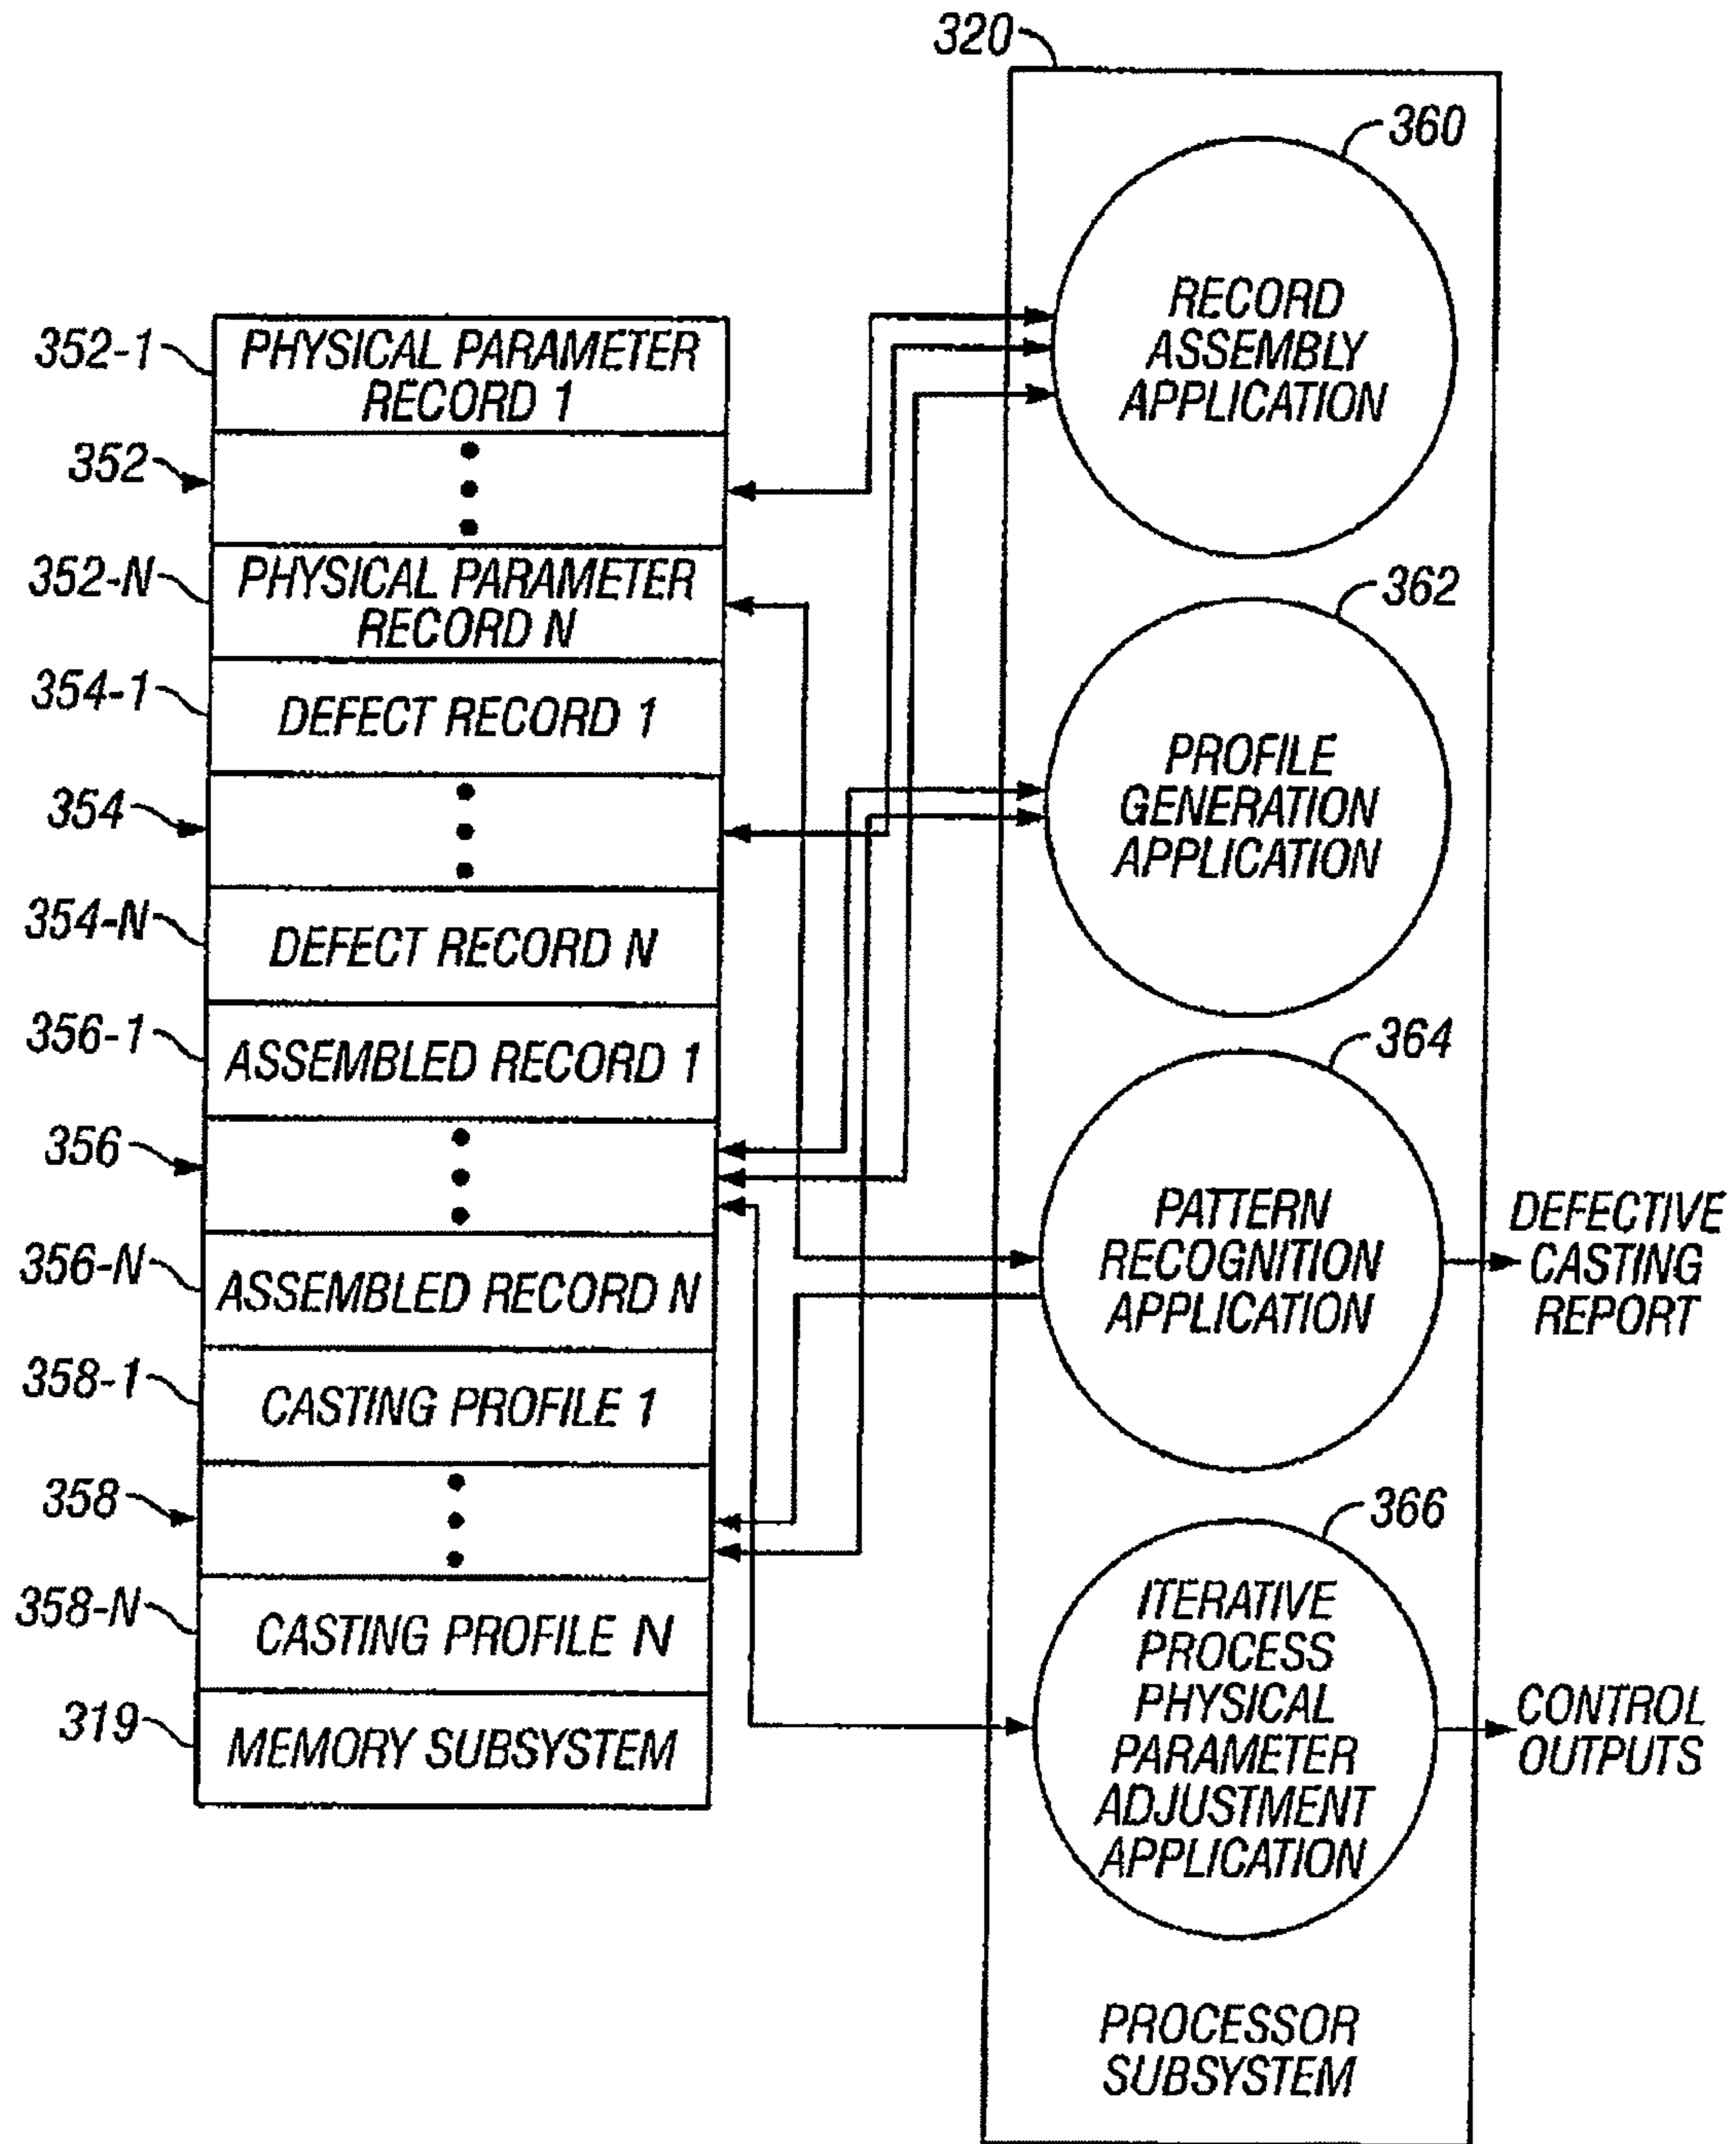 320
360
RECORD
ASSEMBLY
APPLICATION
352-1
PHYSICAL PARAMETER
RECORD 1
352
352-N
PHYSICAL PARAMETER
RECORD N
362
354-1
DEFECT RECORD 1
PROFILE
GENERATION
APPLICATION
354
354-N
DEFECT RECORD N
356-1
ASSEMBLED RECORD 1
364
356
PATTERN
RECOGNITION
APPLICATION
DEFECTIVE
CASTING
REPORT
356-N
ASSEMBLED RECORD N
358-1
CASTING PROFILE 1
358
366
358-N
CASTING PROFILE N
ITERATIVE
PROCESS
PHYSICAL
PARAMETER
ADJUSTMENT
APPLICATION
CONTROL
OUTPUTS
319
MEMORY SUBSYSTEM
PROCESSOR
SUBSYSTEM